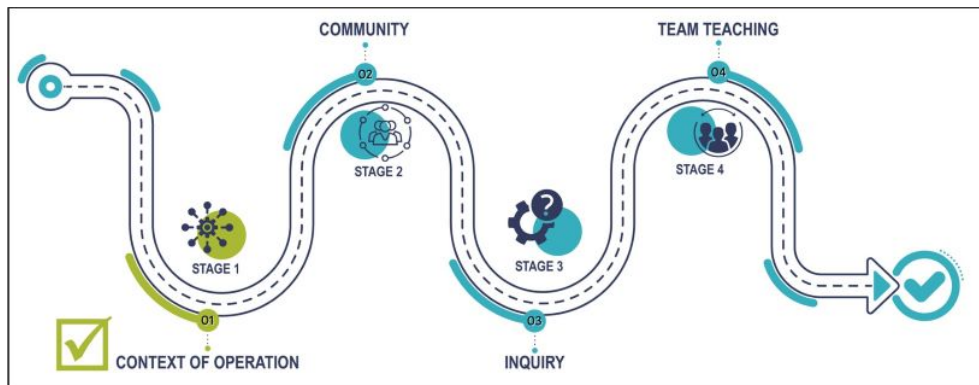 COMMUNITY
TEAM TEACHING
02
04
STAGE 2
STAGE 4
?
STAGE 1
STAGE 3
01
03
CONTEXT OF OPERATION
INQUIRY